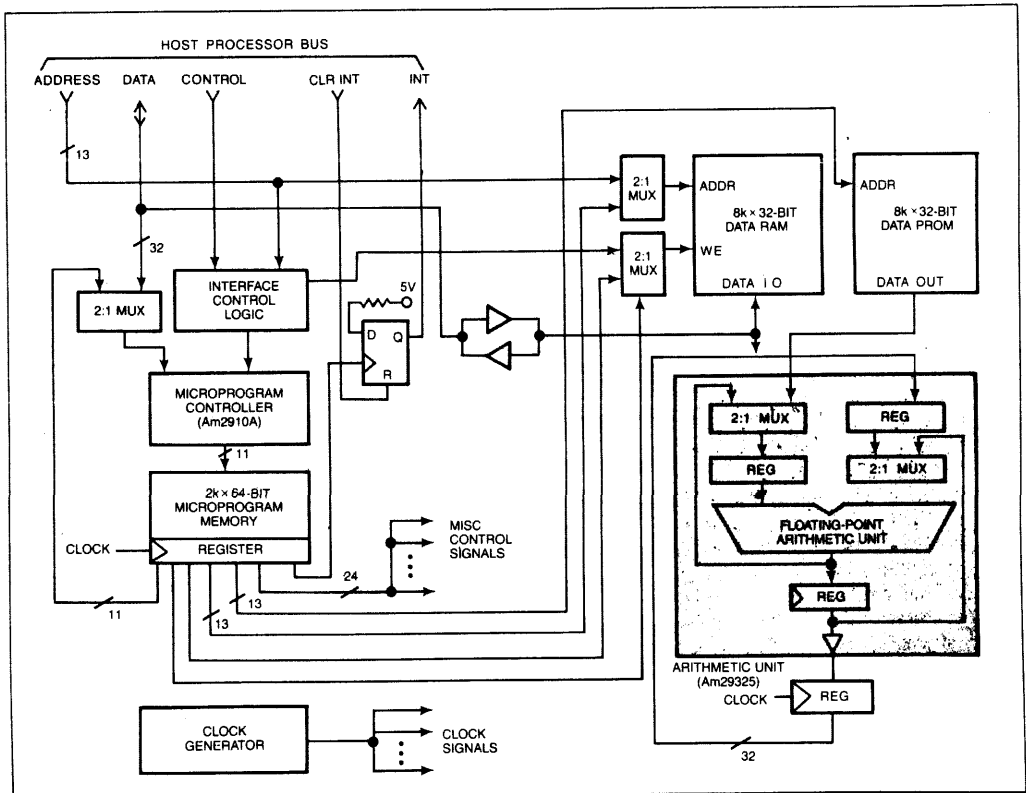 HOST PROCESSOR BUS
ADDRESS DATA CONTROL CLR INT INT
13
32
2:1 MUX
INTERFACE
CONTROL
LOGIC
5V
D Q
R
MICROPROGRAM
CONTROLLER
(Am2910A)
11
2k × 64-BIT
MICROPROGRAM
MEMORY
CLOCK
REGISTER
11
13
13
24
MISC
CONTROL
SIGNALS
CLOCK
GENERATOR
CLOCK
SIGNALS
2:1
MUX
2:1
MUX
ADDR
8k × 32-BIT
DATA RAM
WE
DATA I O
ADDR
8k × 32-BIT
DATA PROM
DATA OUT
2:1 MUX
REG
REG
2:1 MUX
FLOATING-POINT
ARITHMETIC UNIT
REG
ARITHMETIC UNIT
(Am29325)
CLOCK
REG
32